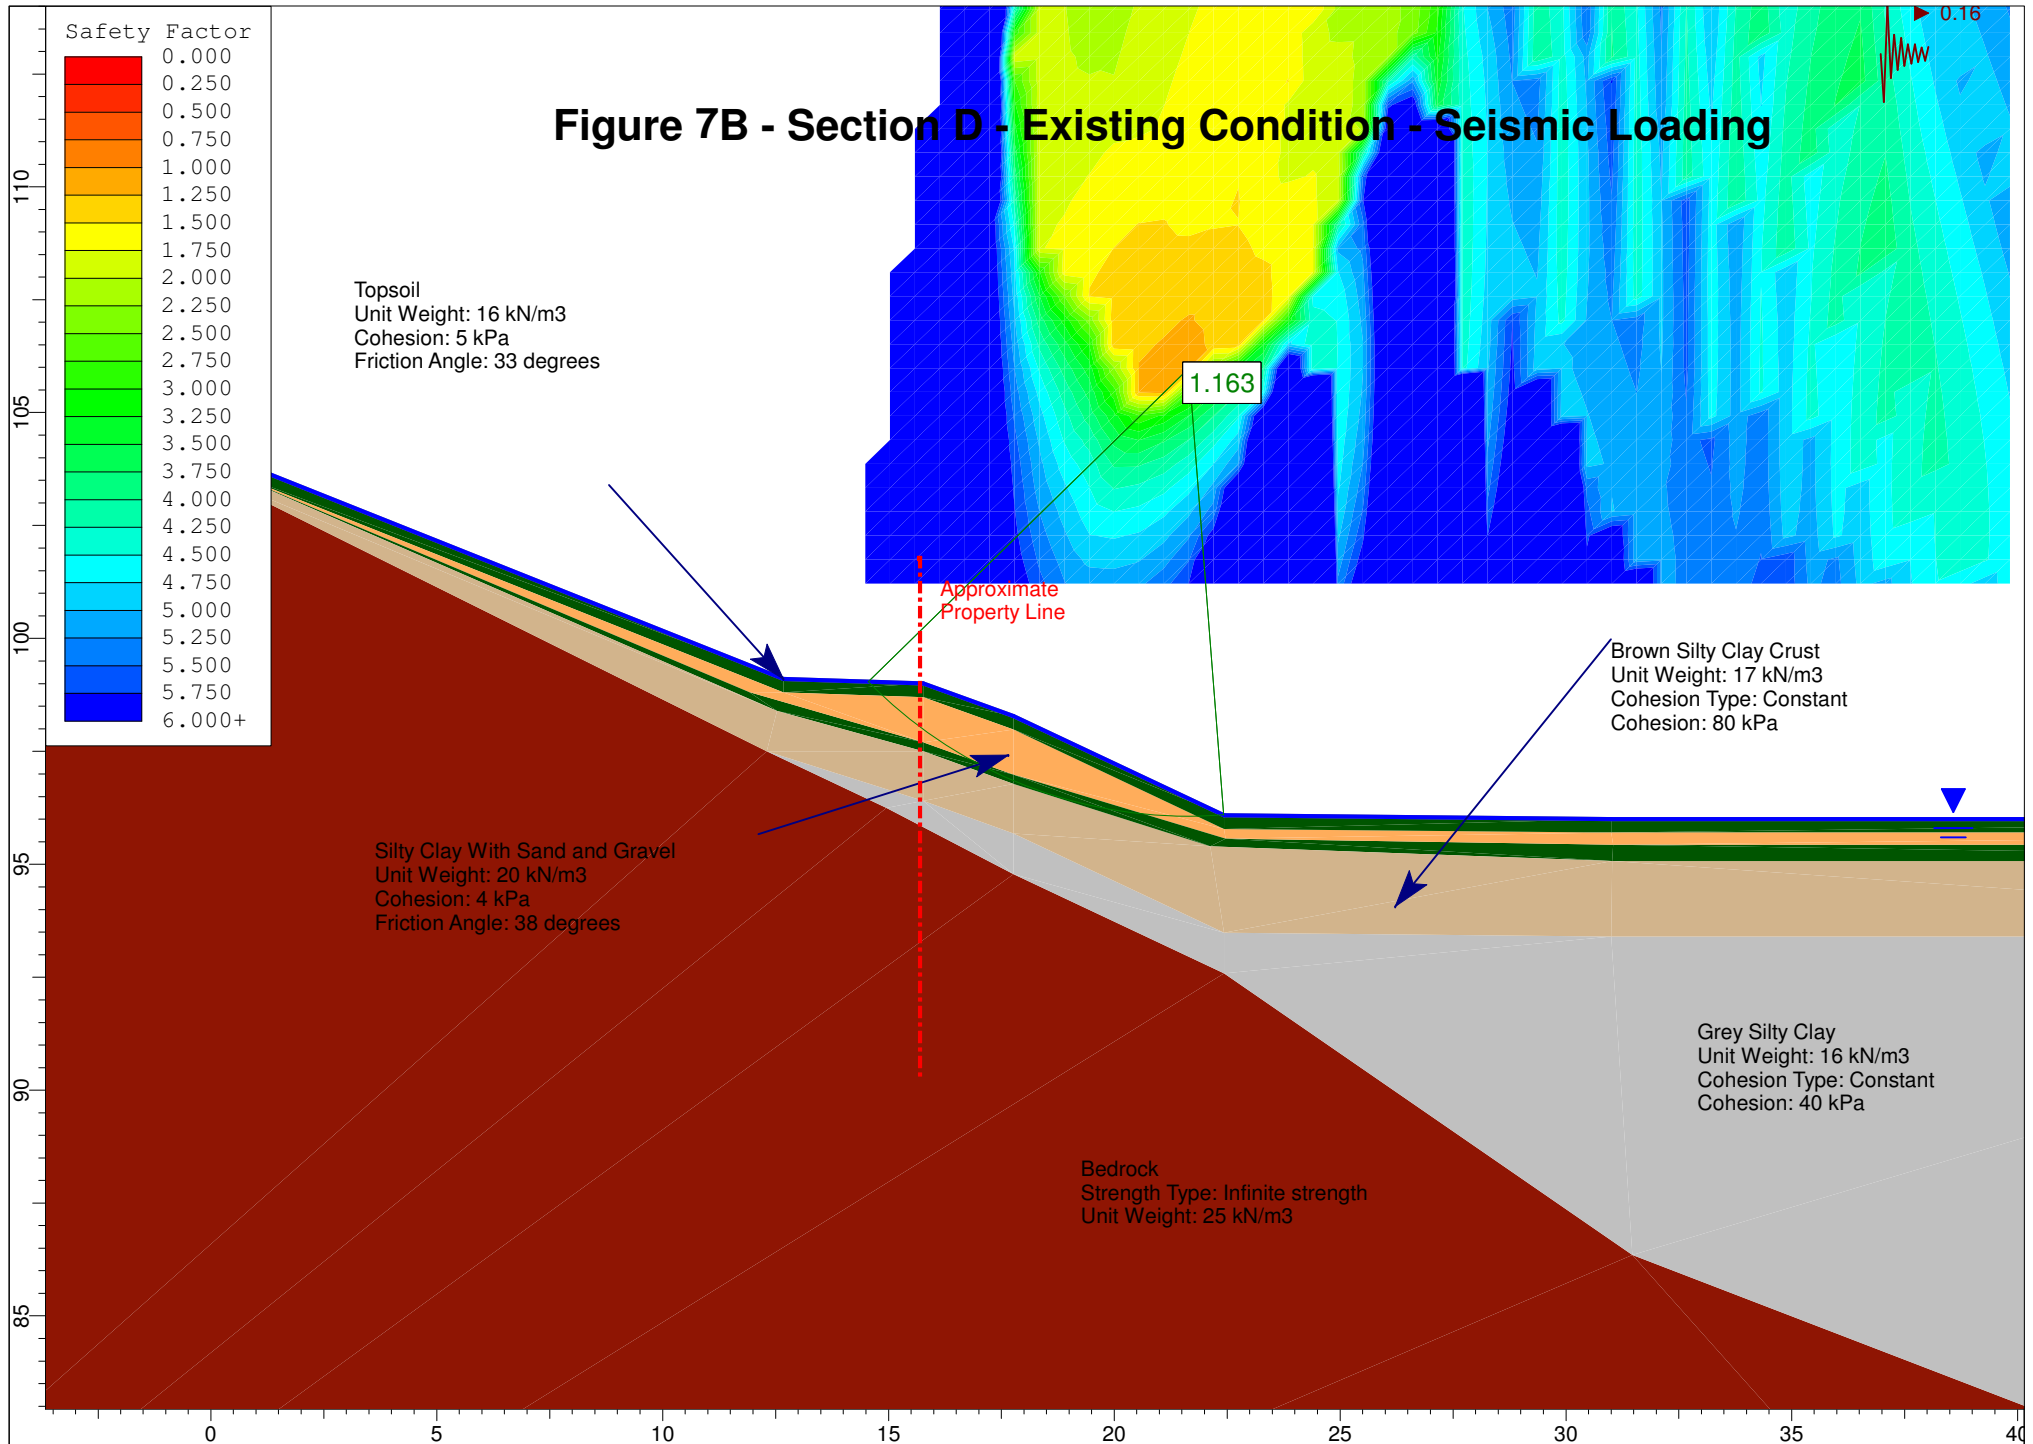 Safety Factor
0.000
0.250
0.500
0.750
1.000
1.250
1.500
1.750
2.000
2.250
2.500
2.750
3.000
3.250
3.500
3.750
4.000
4.250
4.500
4.750
5.000
5.250
5.500
5.750
6.000+
0.16
Figure 7B - Section D - Existing Condition - Seismic Loading
Topsoil
Unit Weight: 16 kN/m3
Cohesion: 5 kPa
Friction Angle: 33 degrees
1.163
Approximate
Property Line
Brown Silty Clay Crust
Unit Weight: 17 kN/m3
Cohesion Type: Constant
Cohesion: 80 kPa
Silty Clay With Sand and Gravel
Unit Weight: 20 kN/m3
Cohesion: 4 kPa
Friction Angle: 38 degrees
Grey Silty Clay
Unit Weight: 16 kN/m3
Cohesion Type: Constant
Cohesion: 40 kPa
Bedrock
Strength Type: Infinite strength
Unit Weight: 25 kN/m3
110
105
100
95
90
85
0
5
10
15
20
25
30
35
40